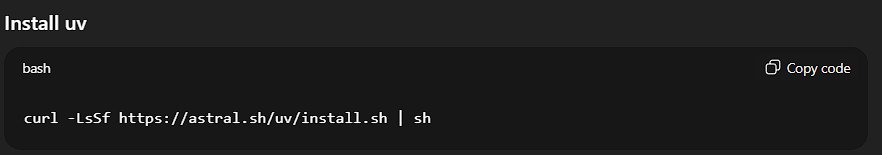 Install uv
bash
Copy code
curl -LsSf https://astral.sh/uv/install.sh | sh